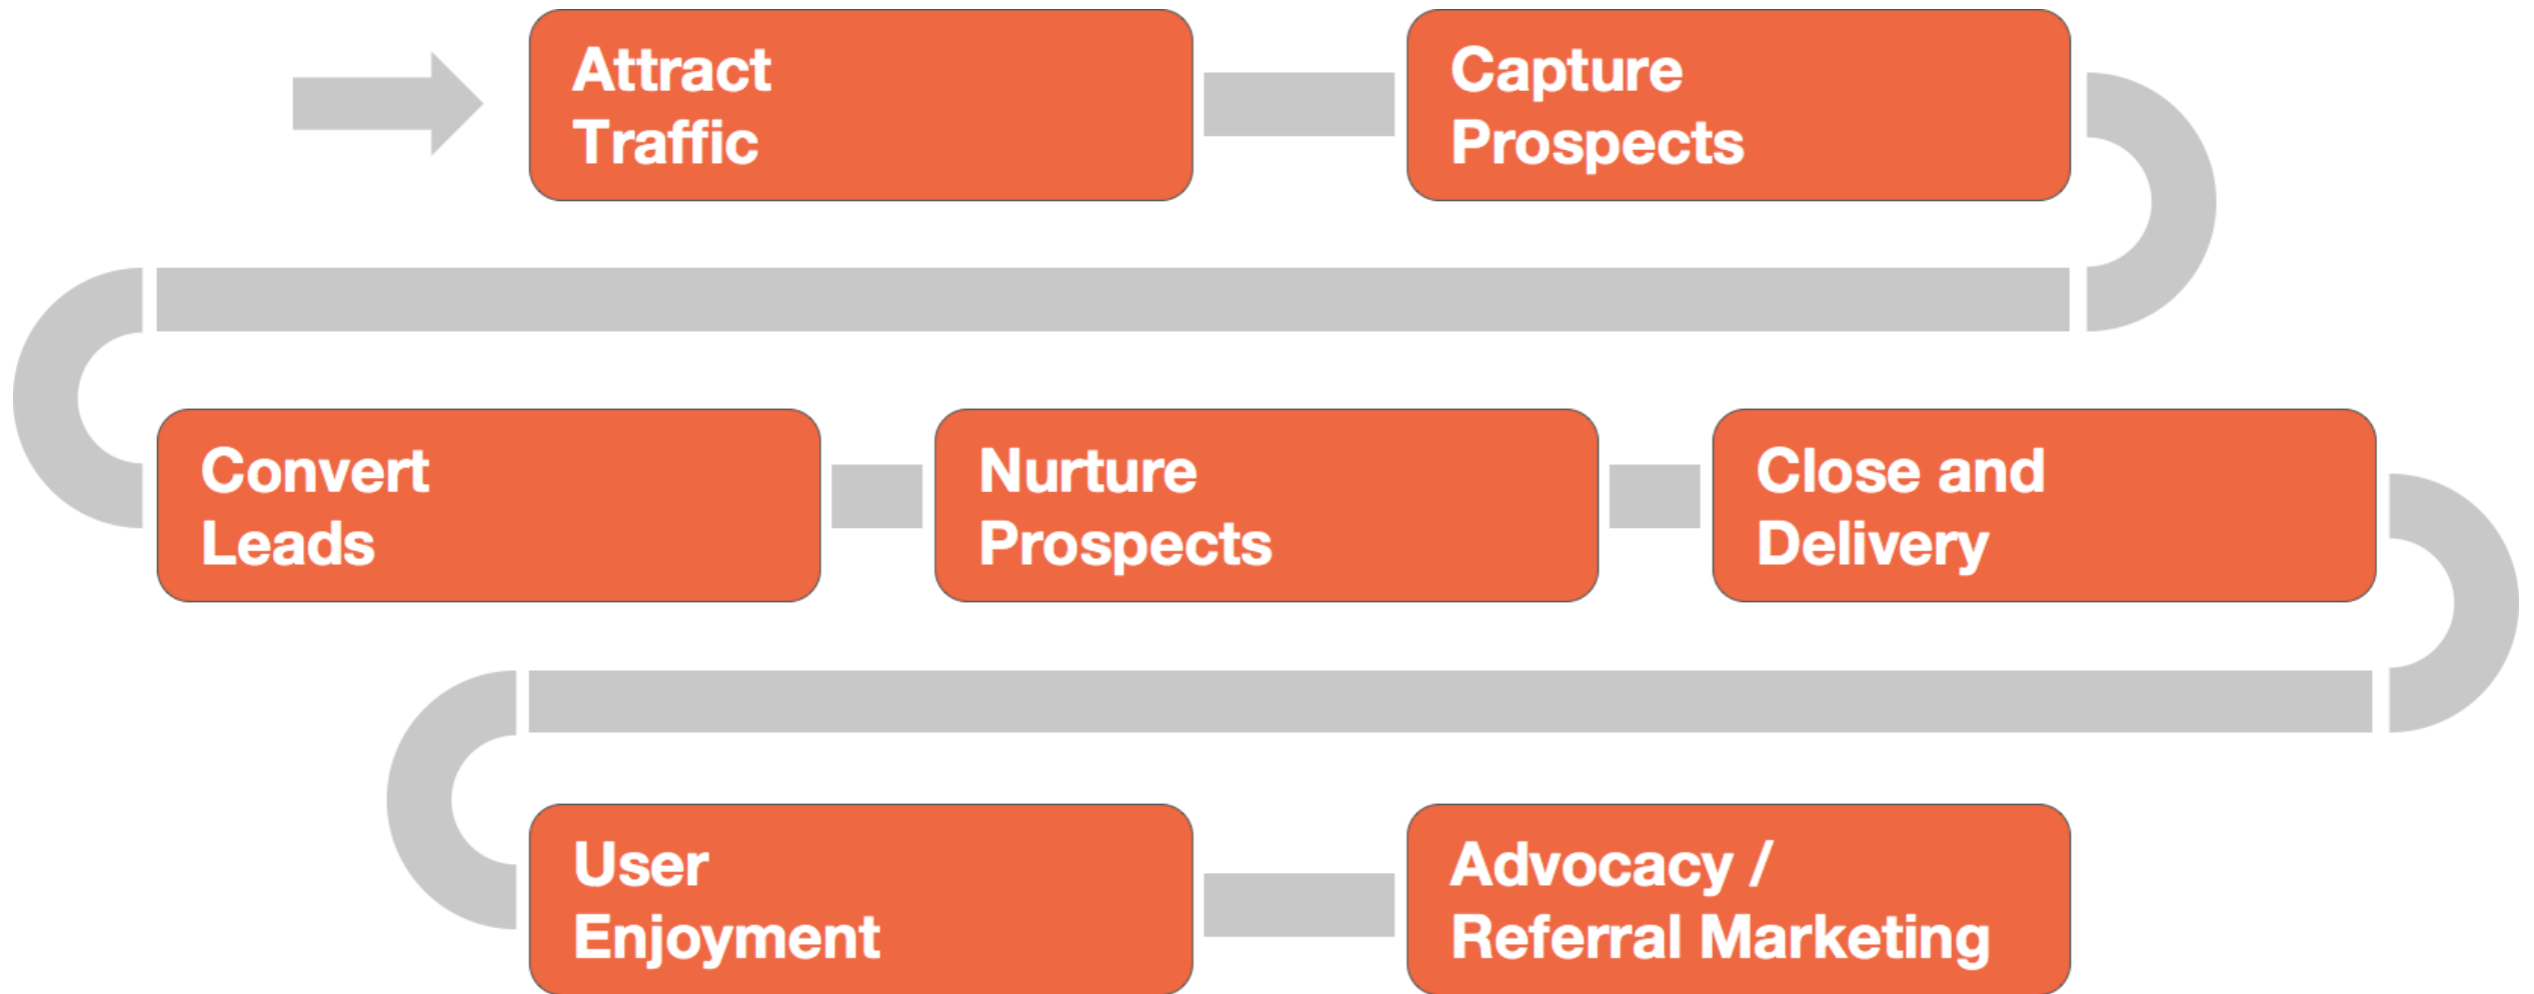 Attract
Traffic
Capture
Prospects
Convert
Leads
Nurture
Prospects
Close and
Delivery
User
Enjoyment
Advocacy /
Referral Marketing